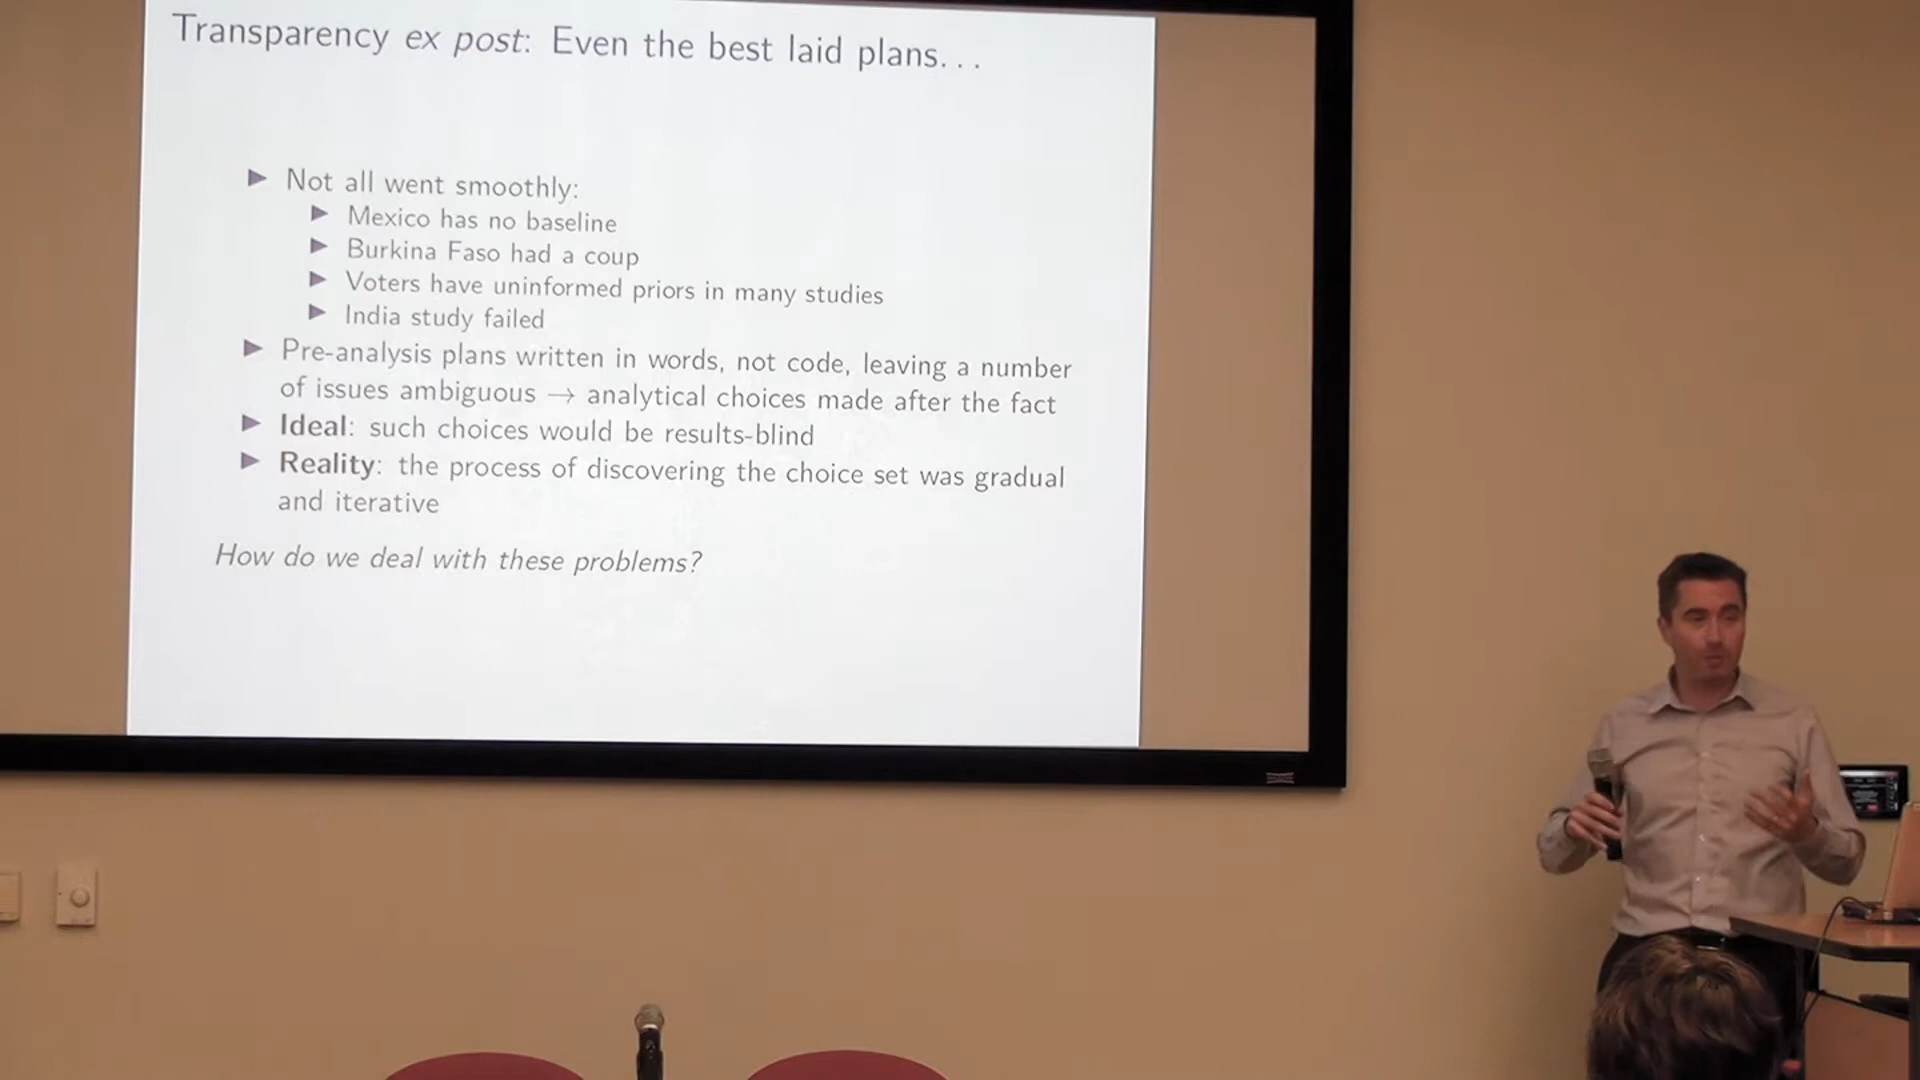 Transparency ex post: Even the best laid plans...
▶ Not all went smoothly:
▶ Mexico has no baseline
▶ Burkina Faso had a coup
▶ Voters have uninformed priors in many studies
▶ India study failed
▶ Pre-analysis plans written in words, not code, leaving a number
of issues ambiguous → analytical choices made after the fact
▶ Ideal: such choices would be results-blind
▶ Reality: the process of discovering the choice set was gradual
and iterative
How do we deal with these problems?